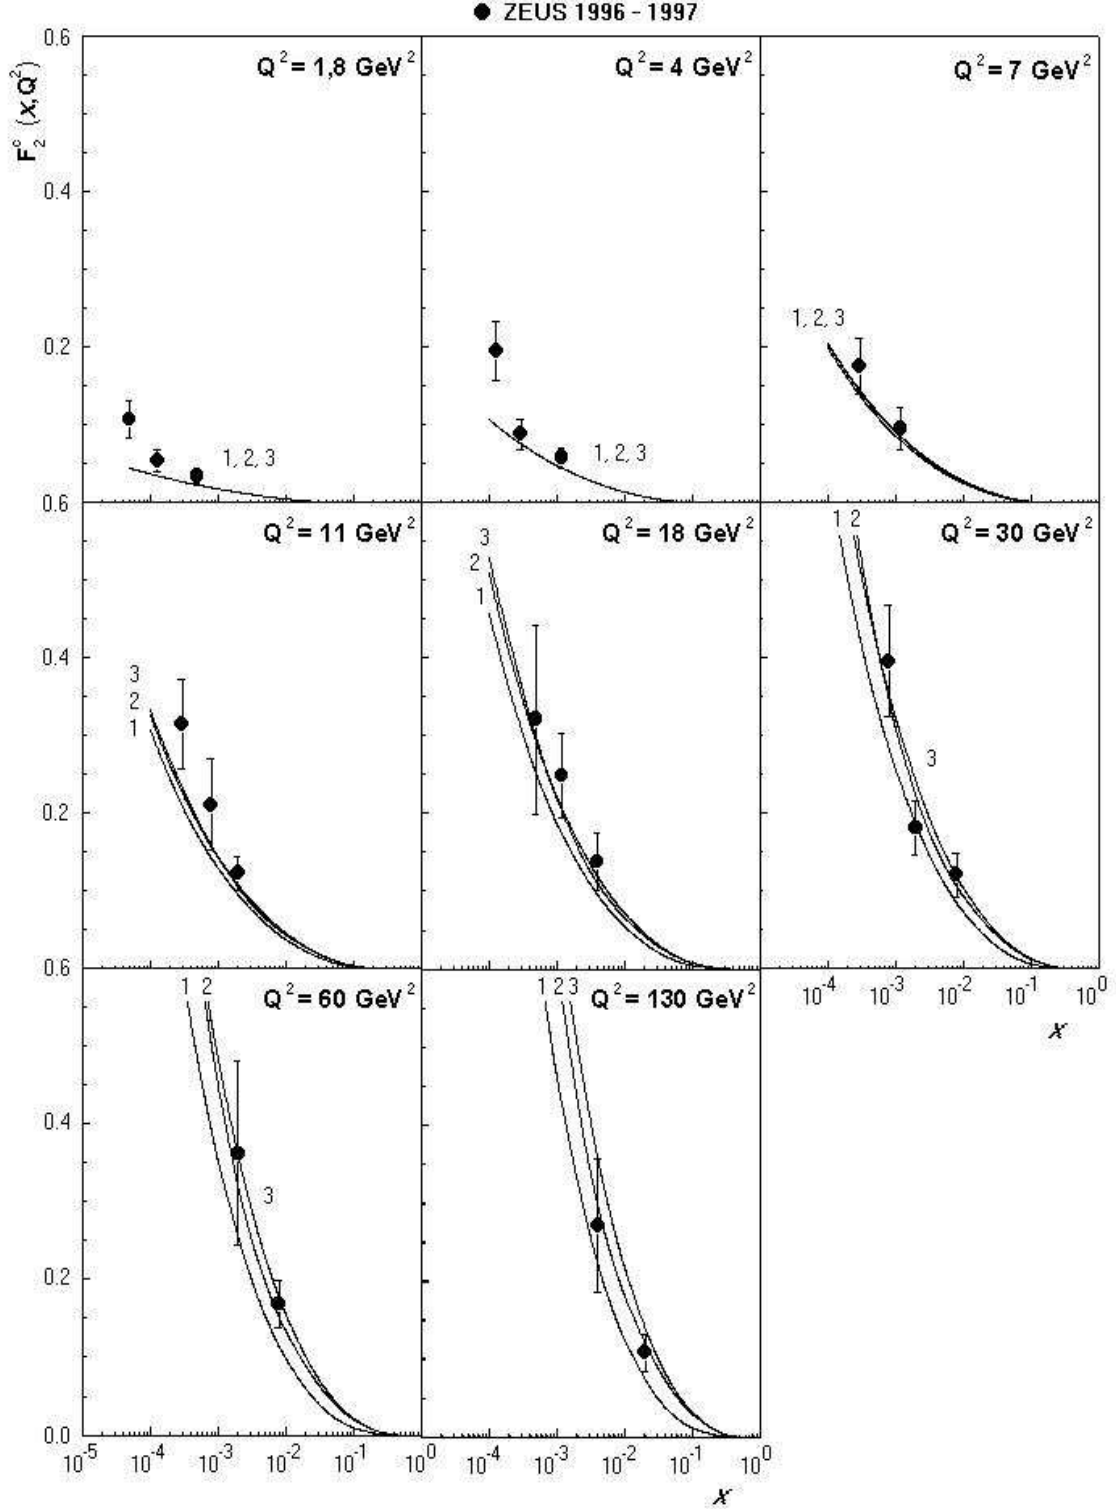 ZEUS 1996 - 1997
F₂ᶜ (x,Q²)
Q² = 1,8 GeV²
Q² = 4 GeV²
Q² = 7 GeV²
0.6
0.4
0.2
1, 2, 3
1, 2, 3
1, 2, 3
0.6
Q² = 11 GeV²
Q² = 18 GeV²
Q² = 30 GeV²
0.4
0.2
3
2
1
3
2
1
1 2
3
0.6
10⁻⁴ 10⁻³ 10⁻² 10⁻¹ 10⁰
x
Q² = 60 GeV²
Q² = 130 GeV²
1 2
3
1 2 3
0.4
0.2
0.0
10⁻⁵ 10⁻⁴ 10⁻³ 10⁻² 10⁻¹ 0 10⁻⁴ 10⁻³ 10⁻² 10⁻¹ 10⁰
x